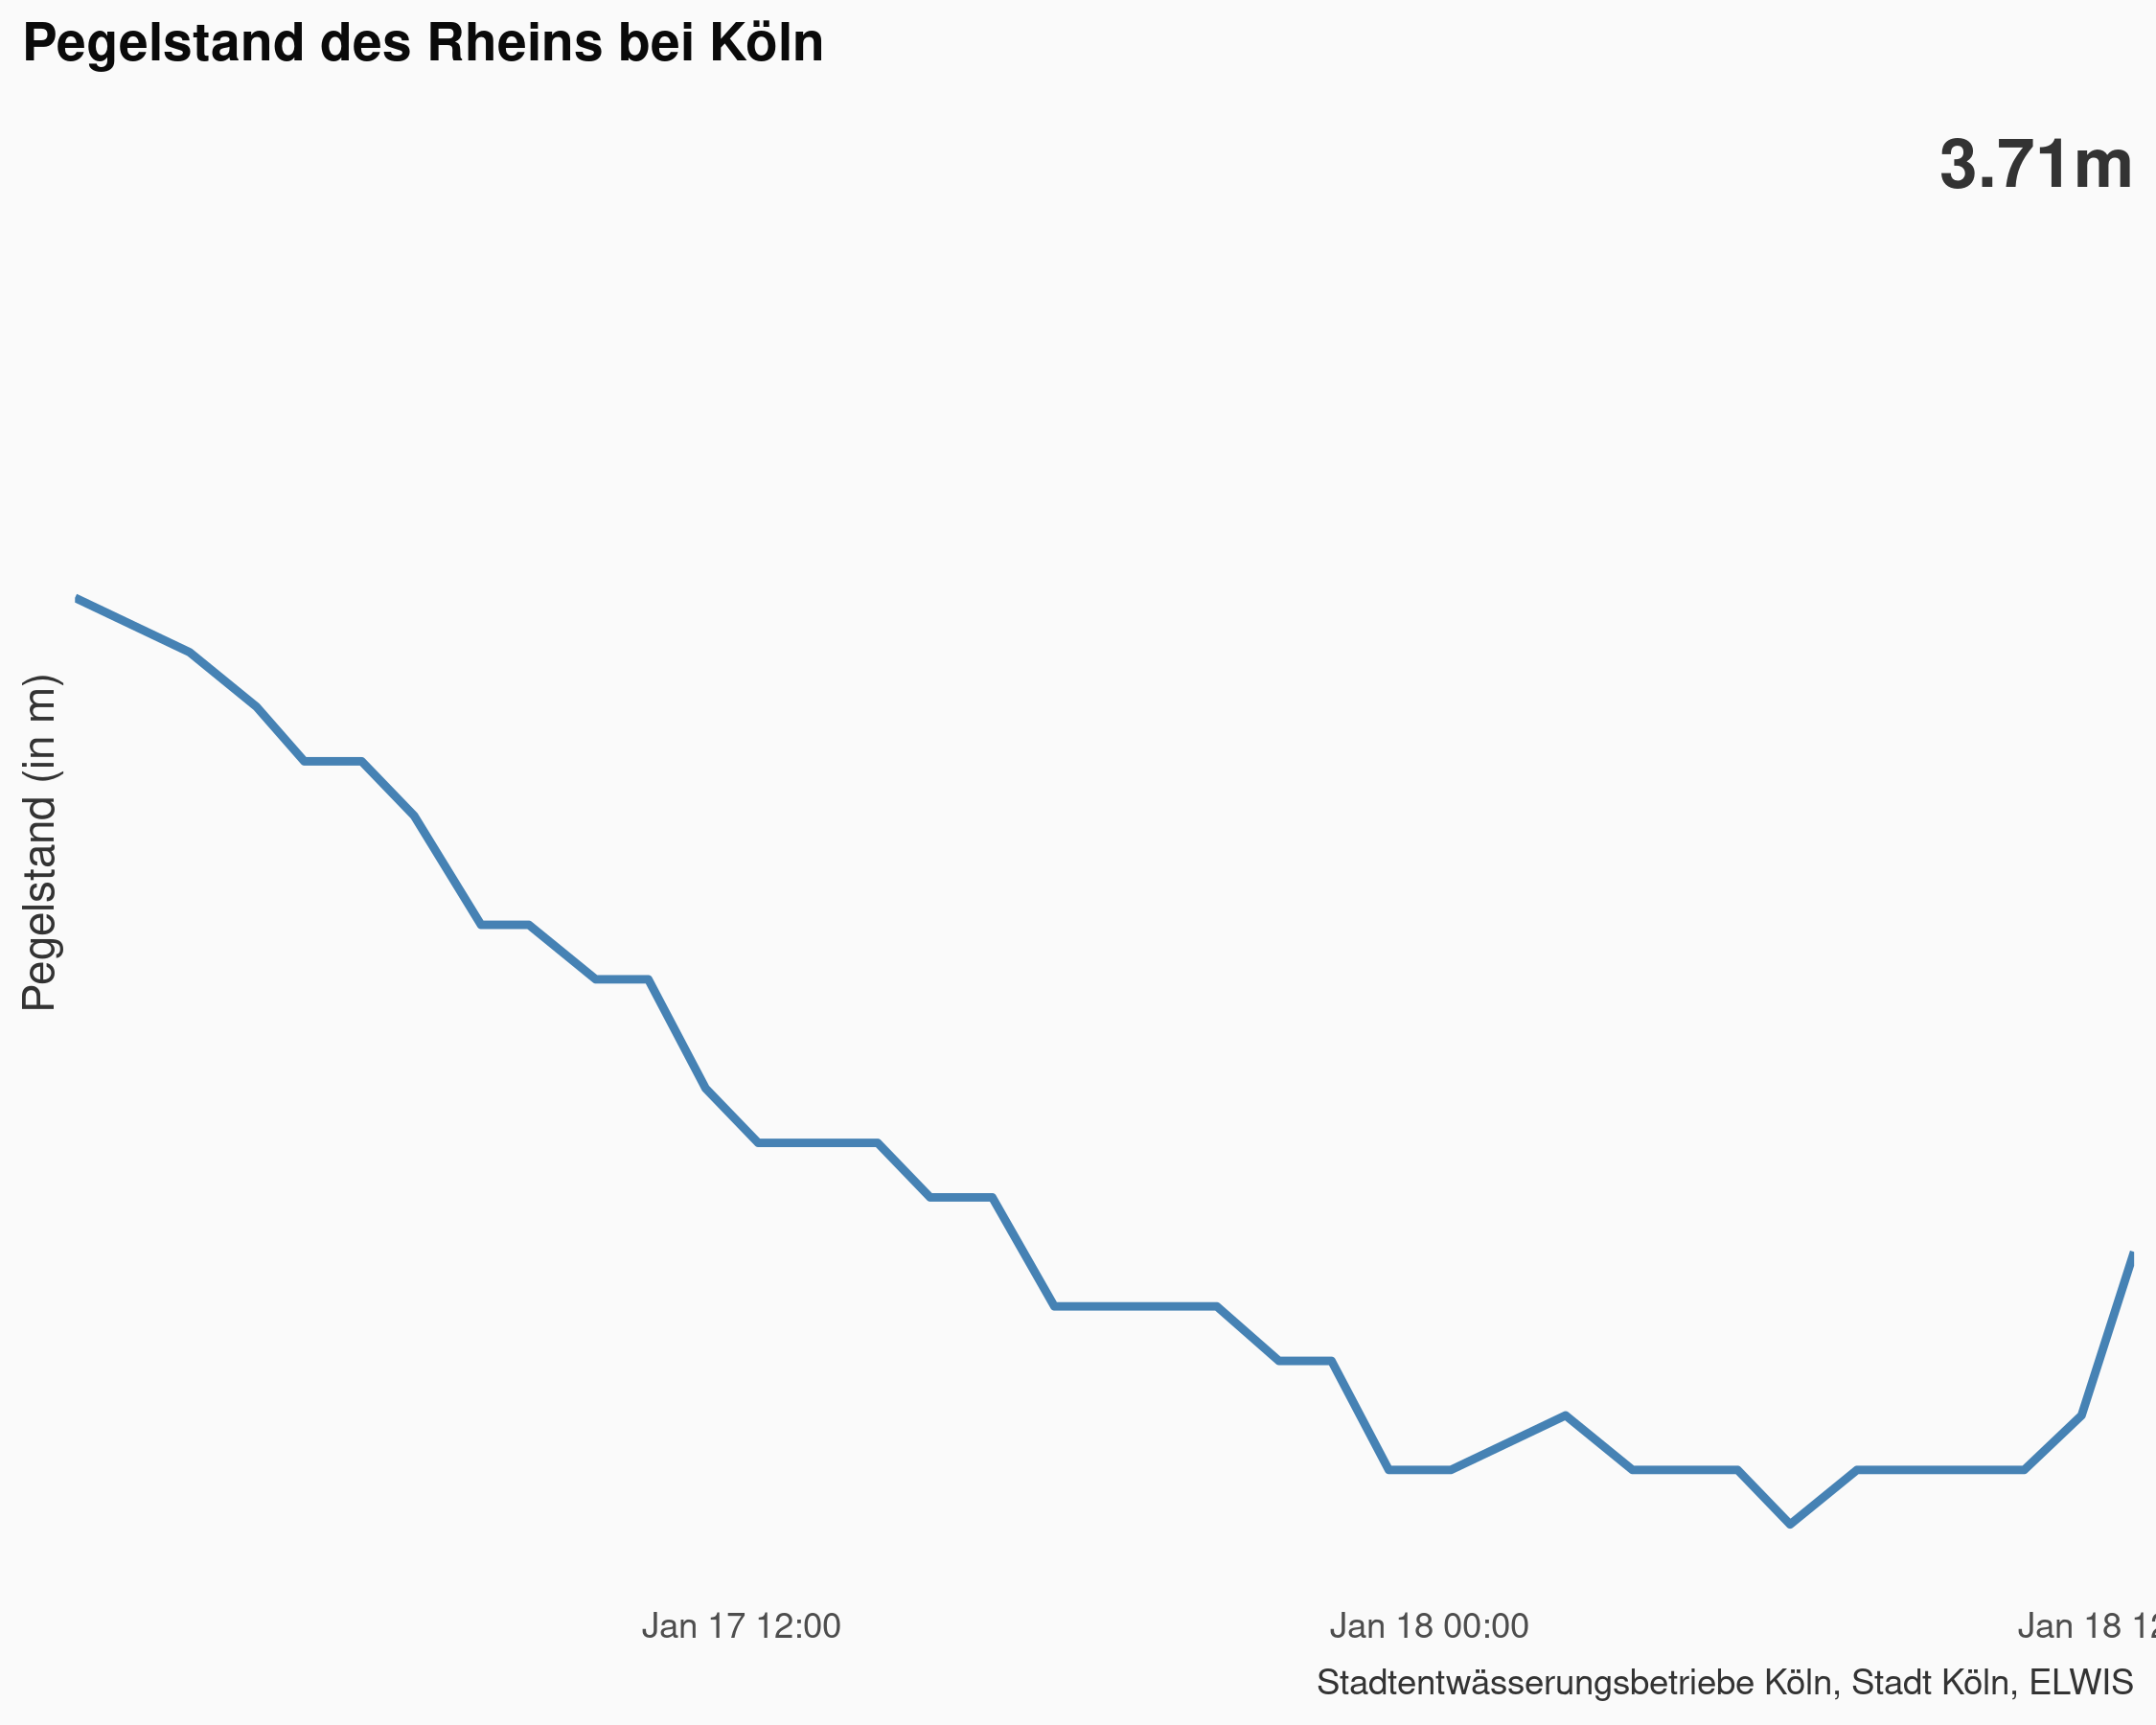 Pegelstand des Rheins bei Köln
3.71m
Pegelstand (in m)
Jan 17 12:00
Jan 18 00:00
Jan 18 12
Stadtentwässerungsbetriebe Köln, Stadt Köln, ELWIS